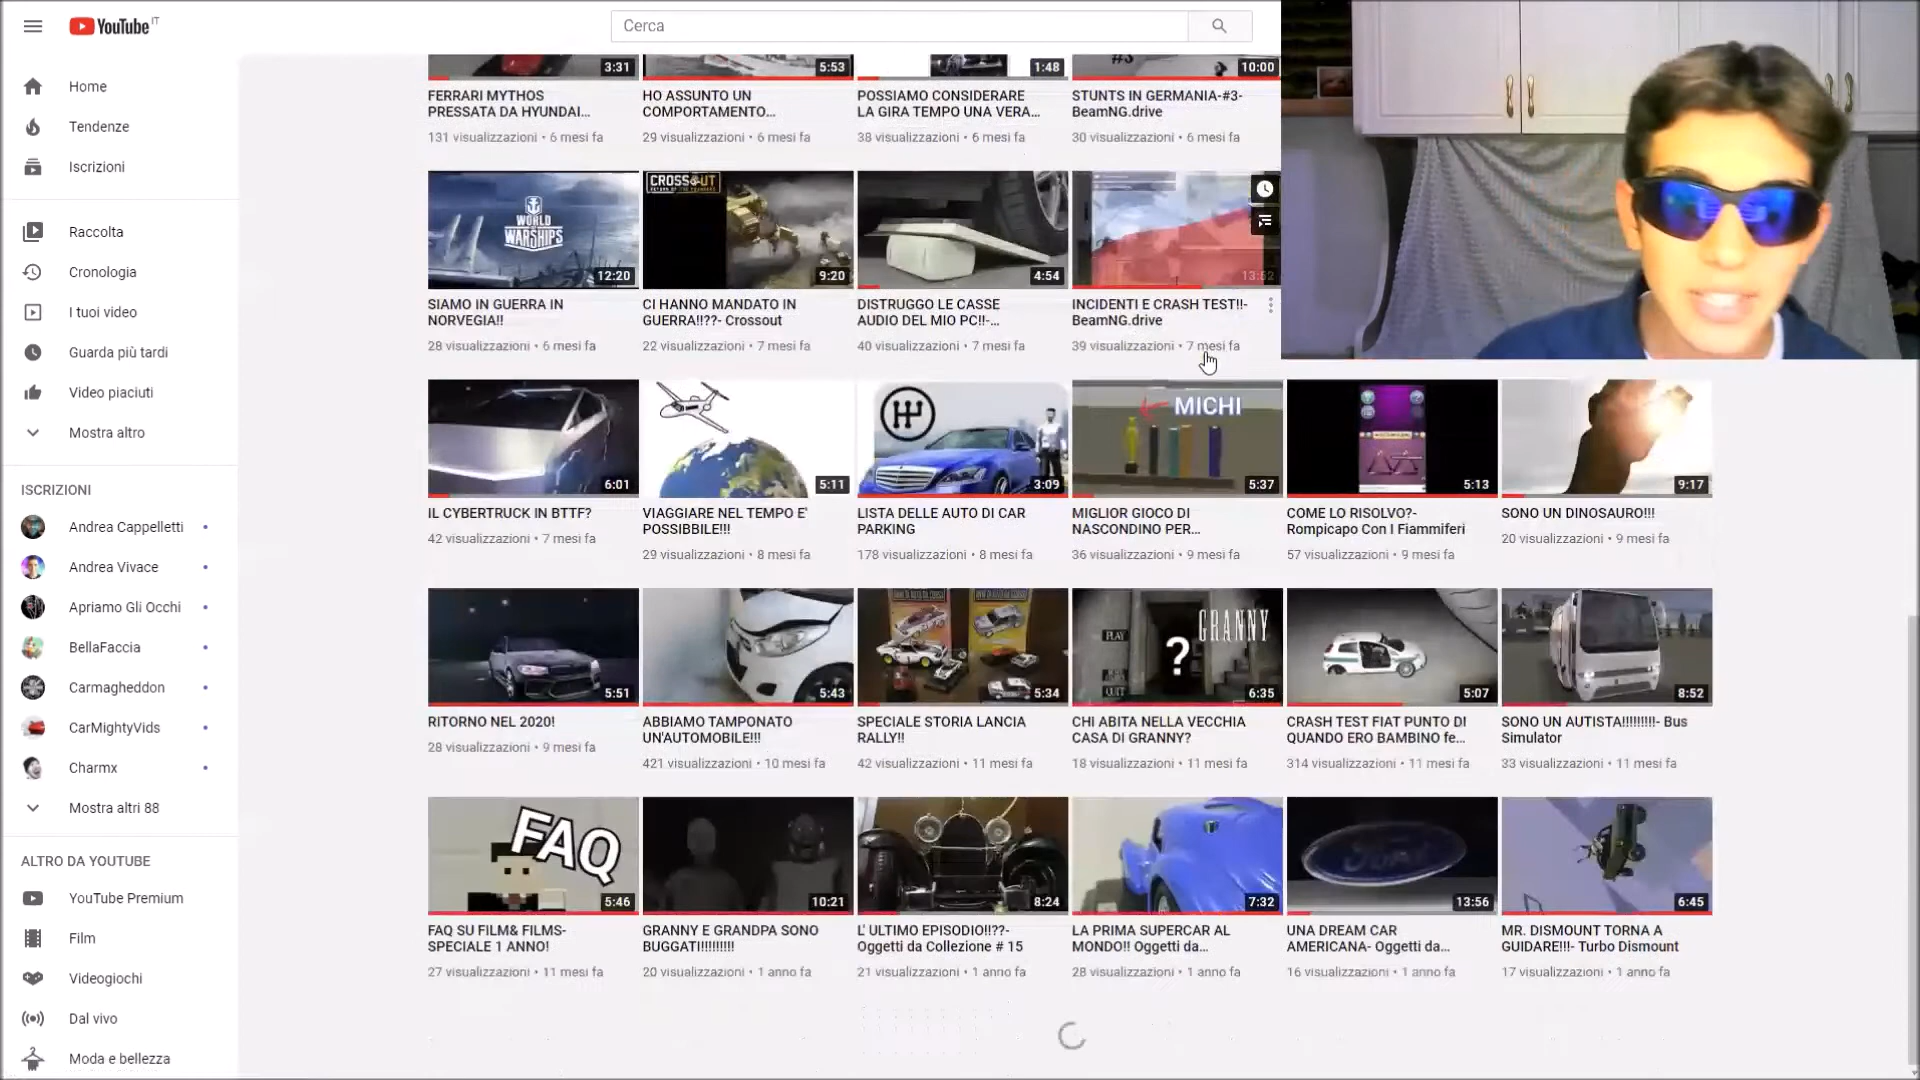 YouTube IT
Cerca
Home
Tendenze
Iscrizioni
Raccolta
Cronologia
I tuoi video
Guarda più tardi
Video piaciuti
Mostra altro
ISCRIZIONI
Andrea Cappelletti
Andrea Vivace
Apriamo Gli Occhi
BellaFaccia
Carmagheddon
CarMightyVids
Charmx
Mostra altri 88
ALTRO DA YOUTUBE
YouTube Premium
Film
Videogiochi
Dal vivo
Moda e bellezza
3:31
5:53
1:48
#3
10:00
FERRARI MYTHOS
PRESSATA DA HYUNDAI...
131 visualizzazioni • 6 mesi fa
HO ASSUNTO UN
COMPORTAMENTO...
29 visualizzazioni • 6 mesi fa
POSSIAMO CONSIDERARE
LA GIRA TEMPO UNA VERA...
38 visualizzazioni • 6 mesi fa
STUNTS IN GERMANIA-#3-
BeamNG.drive
30 visualizzazioni • 6 mesi fa
WORLD
OF
WARSHIPS
12:20
SIAMO IN GUERRA IN
NORVEGIA!!
28 visualizzazioni • 6 mesi fa
CROSSOUT
9:20
CI HANNO MANDATO IN
GUERRA!!??- Crossout
22 visualizzazioni • 7 mesi fa
4:54
DISTRUGGO LE CASSE
AUDIO DEL MIO PC!!-...
40 visualizzazioni • 7 mesi fa
13:52
INCIDENTI E CRASH TEST!!-
BeamNG.drive
39 visualizzazioni • 7 mesi fa
6:01
IL CYBERTRUCK IN BTTF?
42 visualizzazioni • 7 mesi fa
5:11
VIAGGIARE NEL TEMPO E'
POSSIBBILE!!!
29 visualizzazioni • 8 mesi fa
3:09
LISTA DELLE AUTO DI CAR
PARKING
178 visualizzazioni • 8 mesi fa
MICHI
5:37
MIGLIOR GIOCO DI
NASCONDINO PER...
36 visualizzazioni • 9 mesi fa
5:13
COME LO RISOLVO?-
Rompicapo Con I Fiammiferi
57 visualizzazioni • 9 mesi fa
9:17
SONO UN DINOSAURO!!!
20 visualizzazioni • 9 mesi fa
5:51
RITORNO NEL 2020!
28 visualizzazioni • 9 mesi fa
5:43
ABBIAMO TAMPONATO
UN'AUTOMOBILE!!!
421 visualizzazioni • 10 mesi fa
5:34
SPECIALE STORIA LANCIA
RALLY!!
42 visualizzazioni • 11 mesi fa
GRANNY
PLAY
?
QUIT
6:35
CHI ABITA NELLA VECCHIA
CASA DI GRANNY?
18 visualizzazioni • 11 mesi fa
5:07
CRASH TEST FIAT PUNTO DI
QUANDO ERO BAMBINO fe...
314 visualizzazioni • 11 mesi fa
8:52
SONO UN AUTISTA!!!!!!!!!- Bus
Simulator
33 visualizzazioni • 11 mesi fa
FAQ
5:46
FAQ SU FILM& FILMS-
SPECIALE 1 ANNO!
27 visualizzazioni • 11 mesi fa
10:21
GRANNY E GRANDPA SONO
BUGGATI!!!!!!!!!
20 visualizzazioni • 1 anno fa
8:24
L' ULTIMO EPISODIO!!??-
Oggetti da Collezione # 15
21 visualizzazioni • 1 anno fa
7:32
LA PRIMA SUPERCAR AL
MONDO!! Oggetti da...
28 visualizzazioni • 1 anno fa
Ford
13:56
UNA DREAM CAR
AMERICANA- Oggetti da...
16 visualizzazioni • 1 anno fa
6:45
MR. DISMOUNT TORNA A
GUIDARE!!!- Turbo Dismount
17 visualizzazioni • 1 anno fa